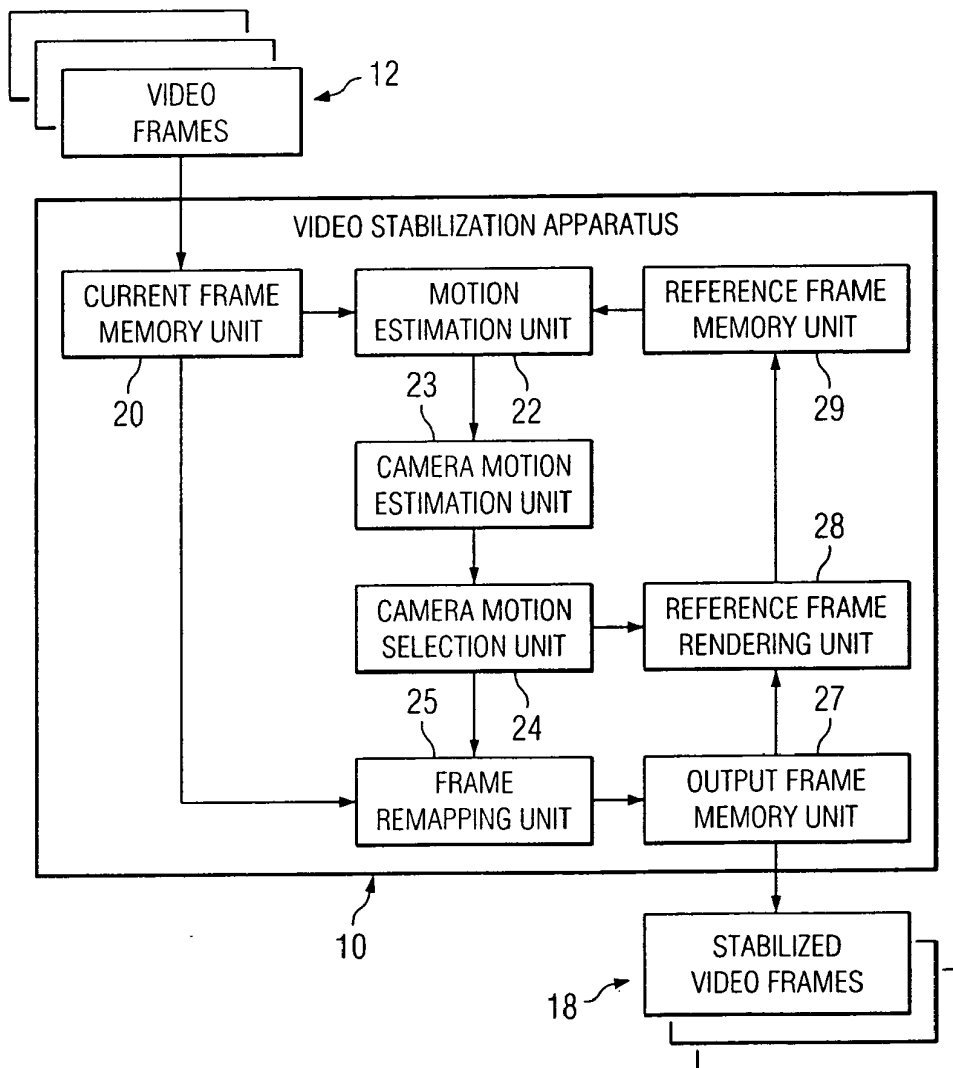 VIDEO
FRAMES
12
VIDEO STABILIZATION APPARATUS
CURRENT FRAME
MEMORY UNIT
20
MOTION
ESTIMATION UNIT
22
REFERENCE FRAME
MEMORY UNIT
29
23
CAMERA MOTION
ESTIMATION UNIT
CAMERA MOTION
SELECTION UNIT
24
28
REFERENCE FRAME
RENDERING UNIT
25
FRAME
REMAPPING UNIT
27
OUTPUT FRAME
MEMORY UNIT
10
18
STABILIZED
VIDEO FRAMES